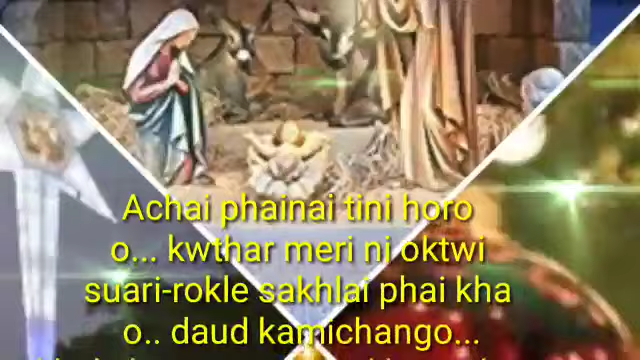 Achai phainai tini horo
o... kwthar meri ni oktwi
suari-rokle sakhlai phai kha
o.. daud kamichango...